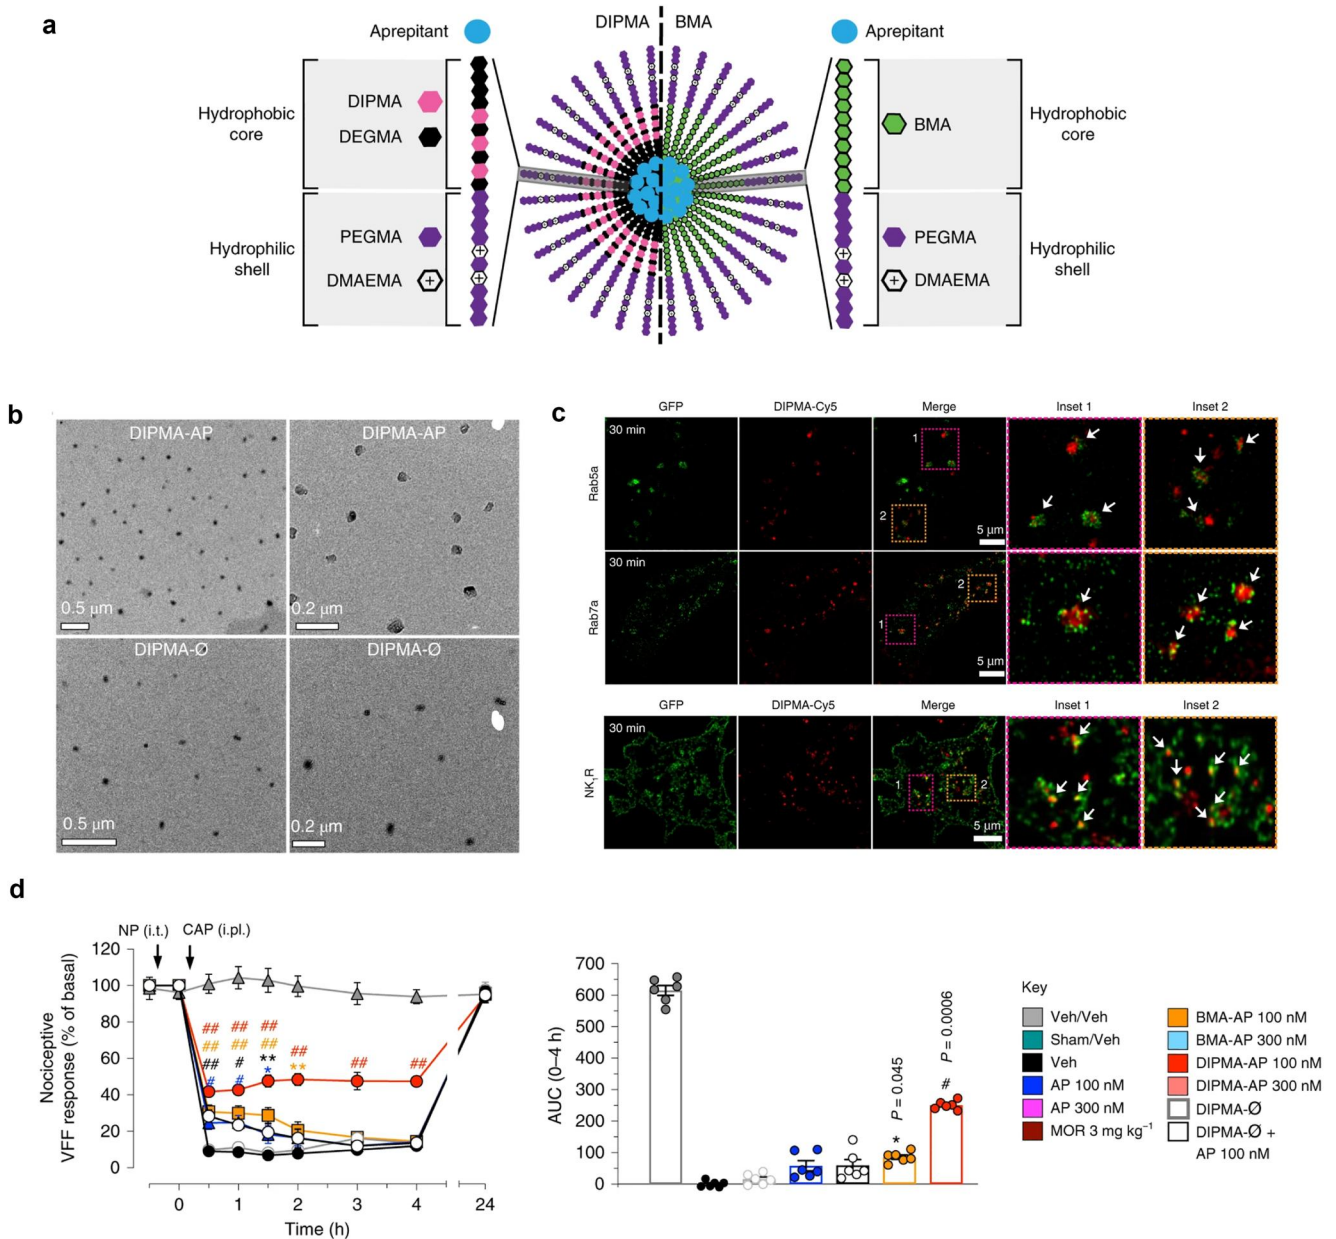 a
DIPMA BMA
Aprepitant
Aprepitant
Hydrophobic
core
DIPMA
DEGMA
BMA
Hydrophobic
core
Hydrophilic
shell
PEGMA
DMAEMA
+
+
+
PEGMA
DMAEMA
+
+
+
Hydrophilic
shell
b
DIPMA-AP
DIPMA-AP
0.5 µm
0.2 µm
DIPMA-Ø
DIPMA-Ø
0.5 µm
0.2 µm
c
GFP DIPMA-Cy5 Merge Inset 1 Inset 2
Rab5a
30 min
1
2
5 µm
Rab7a
30 min
2
1
5 µm
GFP DIPMA-Cy5 Merge Inset 1 Inset 2
NK1R
30 min
1
2
5 µm
d
NP (i.t.) CAP (i.pl.)
Nociceptive
VFF response (% of basal)
120
100
80
60
40
20
0
## ## ##
## ## ## ## ## ##
## # ** **
# # *
0 1 2 3 4 24
Time (h)
AUC (0–4 h)
700
600
500
400
300
200
100
0
* P = 0.045
# P = 0.0006
Key
Veh/Veh
Sham/Veh
Veh
AP 100 nM
AP 300 nM
MOR 3 mg kg⁻¹
BMA-AP 100 nM
BMA-AP 300 nM
DIPMA-AP 100 nM
DIPMA-AP 300 nM
DIPMA-Ø
DIPMA-Ø +
AP 100 nM